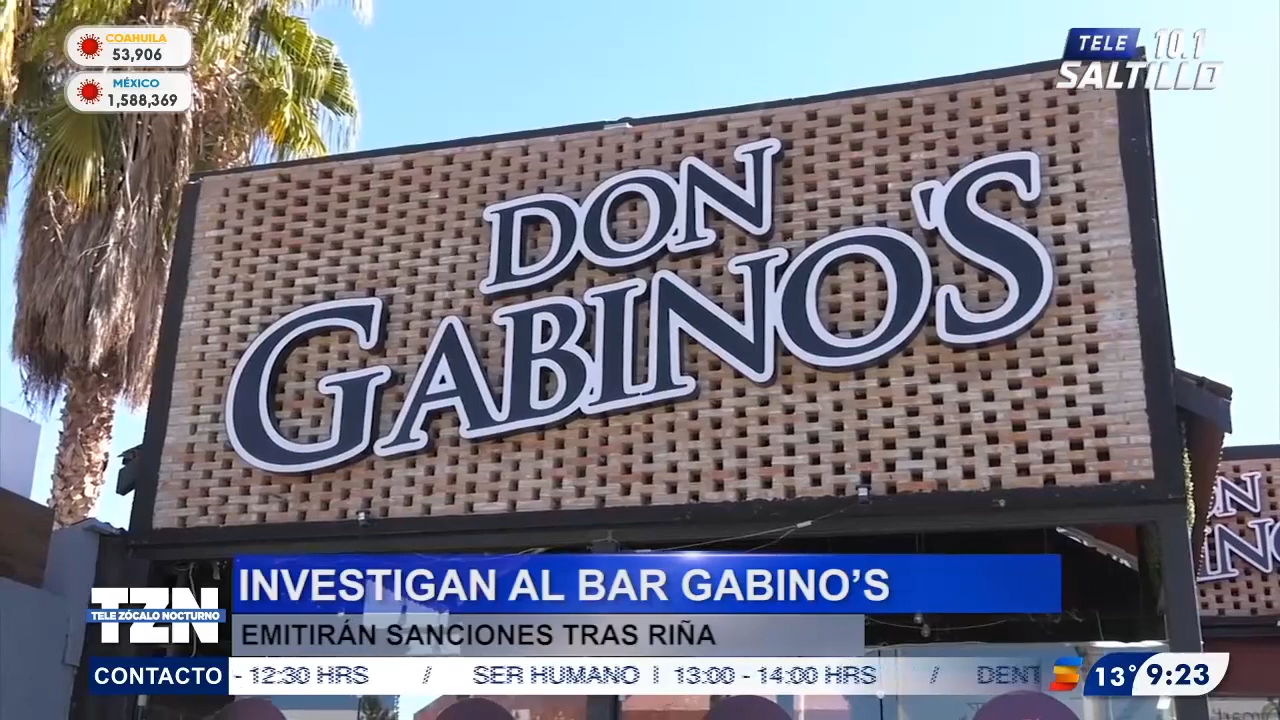 COAHUILA
53,906
MÉXICO
1,588,369
TELE 10.1
SALTILLO
DON
GABINO'S
ON
INO
INVESTIGAN AL BAR GABINO'S
TZN
TELE ZÓCALO NOCTURNO
EMITIRÁN SANCIONES TRAS RIÑA
CONTACTO - 12:30 HRS / SER HUMANO | 13:00 - 14:00 HRS / DENT
13° 9:23